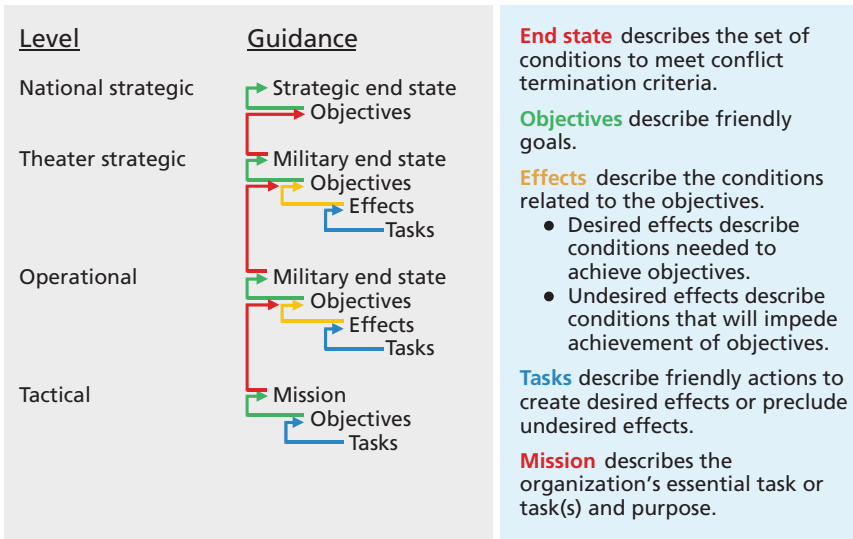 Level Guidance
National strategic Strategic end state
Objectives
Theater strategic Military end state
Objectives
Effects
Tasks
Operational Military end state
Objectives
Effects
Tasks
Tactical Mission
Objectives
Tasks
End state describes the set of
conditions to meet conflict
termination criteria.
Objectives describe friendly
goals.
Effects describe the conditions
related to the objectives.
● Desired effects describe
conditions needed to
achieve objectives.
● Undesired effects describe
conditions that will impede
achievement of objectives.
Tasks describe friendly actions to
create desired effects or preclude
undesired effects.
Mission describes the
organization's essential task or
task(s) and purpose.